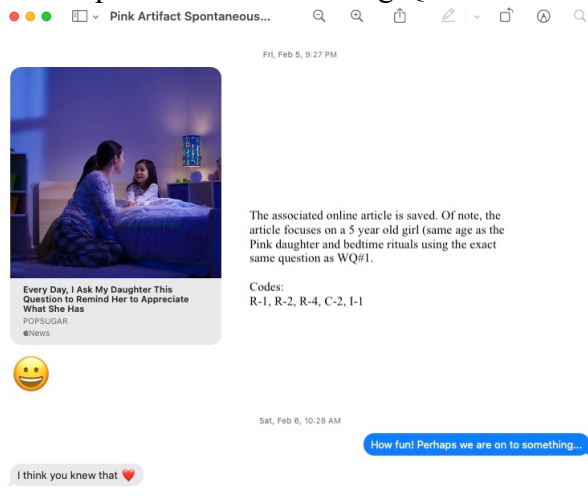 Pink Artifact Spontaneous...
Fri, Feb 5, 9:27 PM
The associated online article is saved. Of note, the
article focuses on a 5 year old girl (same age as the
Pink daughter and bedtime rituals using the exact
same question as WQ#1.
Codes:
R-1, R-2, R-4, C-2, I-1
Every Day, I Ask My Daughter This
Question to Remind Her to Appreciate
What She Has
POPSUGAR
News
Sat, Feb 6, 10:28 AM
How fun! Perhaps we are on to something...
I think you knew that ❤️